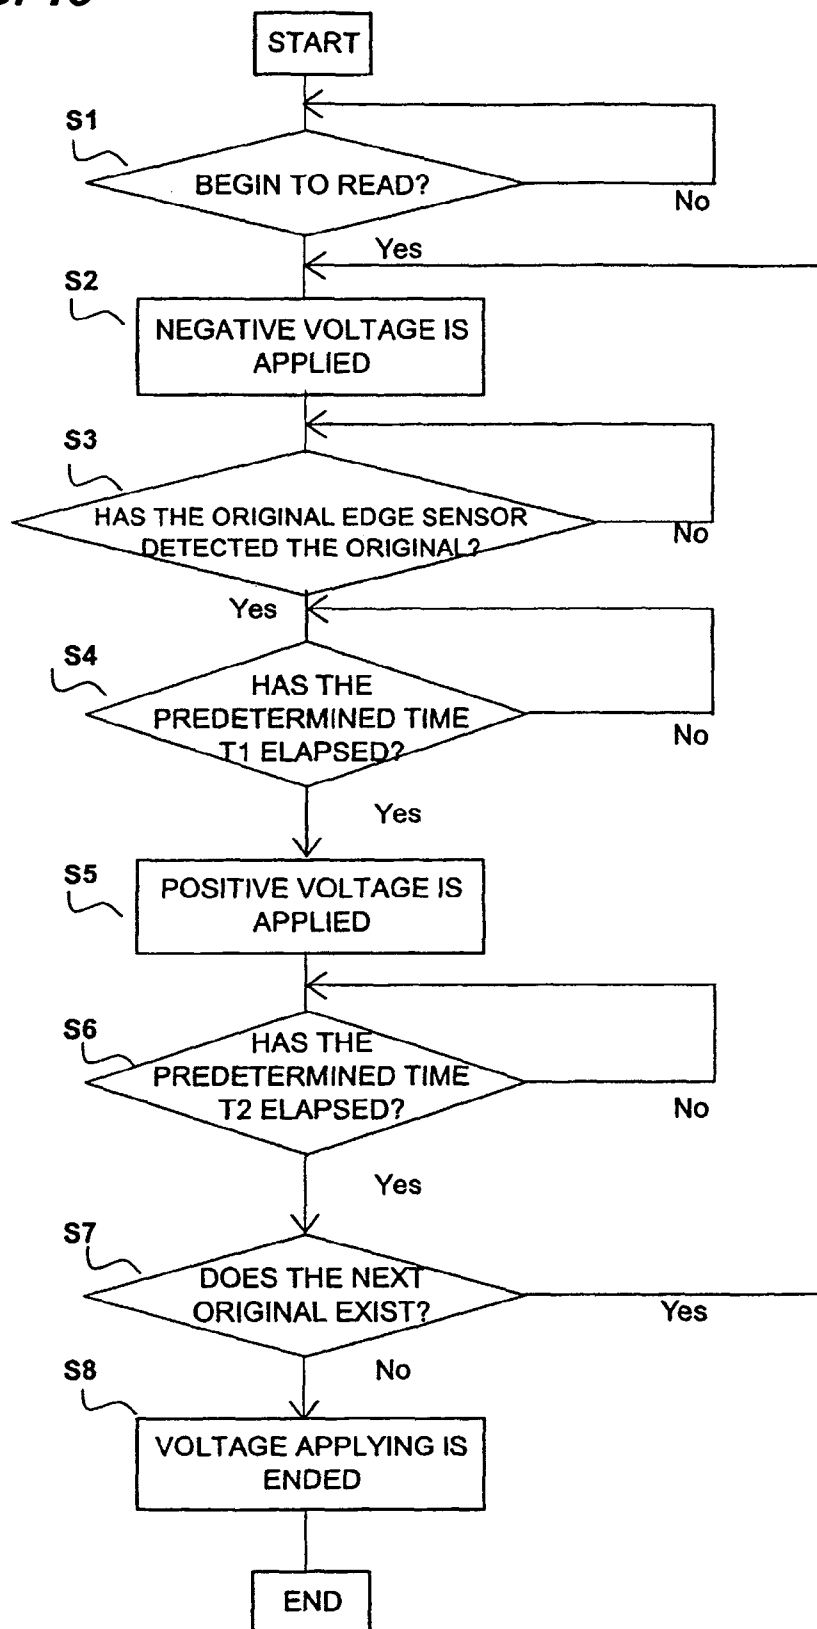 START
S1
BEGIN TO READ?
No
Yes
S2
NEGATIVE VOLTAGE IS
APPLIED
S3
HAS THE ORIGINAL EDGE SENSOR
DETECTED THE ORIGINAL?
No
Yes
S4
HAS THE
PREDETERMINED TIME
T1 ELAPSED?
No
Yes
S5
POSITIVE VOLTAGE IS
APPLIED
S6
HAS THE
PREDETERMINED TIME
T2 ELAPSED?
No
Yes
S7
DOES THE NEXT
ORIGINAL EXIST?
Yes
No
S8
VOLTAGE APPLYING IS
ENDED
END